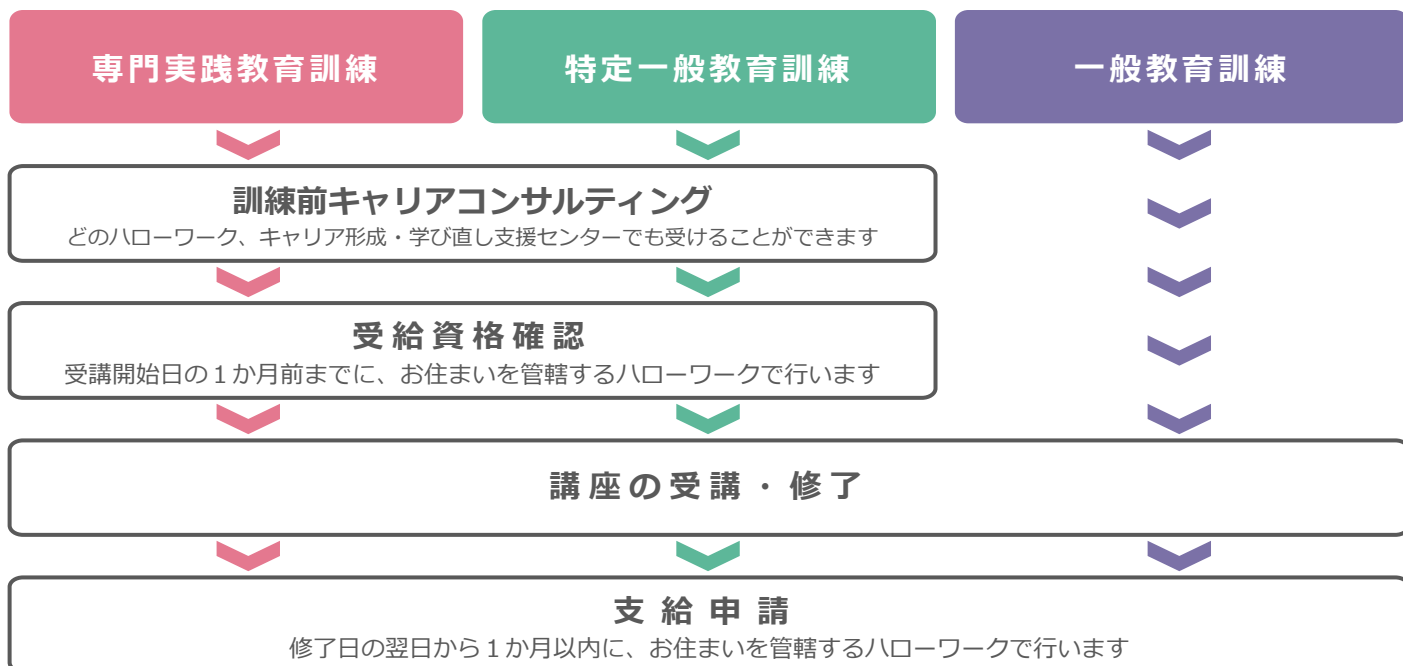 専門実践教育訓練
特定一般教育訓練
一般教育訓練
訓練前キャリアコンサルティング
どのハローワーク、キャリア形成・学び直し支援センターでも受けることができます
受給資格確認
受講開始日の１か月前までに、お住まいを管轄するハローワークで行います
講座の受講・修了
支給申請
修了日の翌日から１か月以内に、お住まいを管轄するハローワークで行います